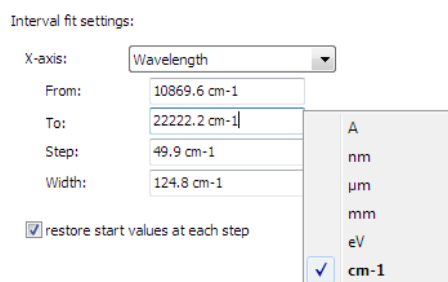 Interval fit settings:
X-axis: Wavelength
From: 10869.6 cm-1
To: 22222.2 cm-1
Step: 49.9 cm-1
Width: 124.8 cm-1
restore start values at each step
A
nm
µm
mm
eV
cm-1